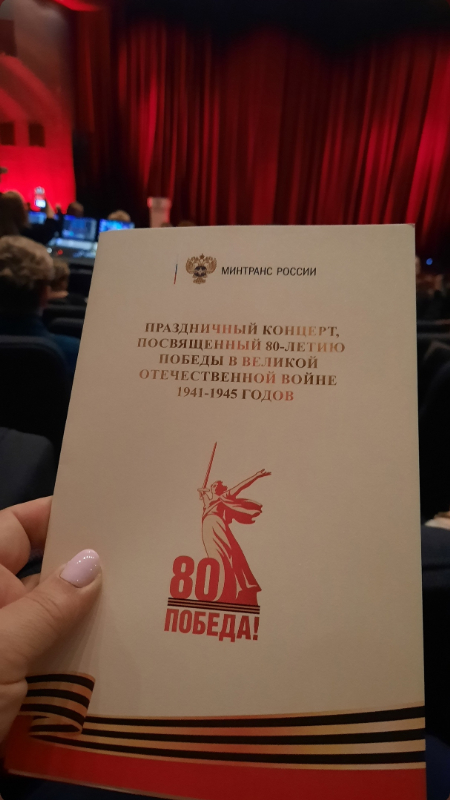 МИНТРАНС РОССИИ
ПРАЗДНИЧНЫЙ КОНЦЕРТ,
ПОСВЯЩЕННЫЙ 80-ЛЕТИЮ
ПОБЕДЫ В ВЕЛИКОЙ
ОТЕЧЕСТВЕННОЙ ВОЙНЕ
1941-1945 ГОДОВ
80
ПОБЕДА!